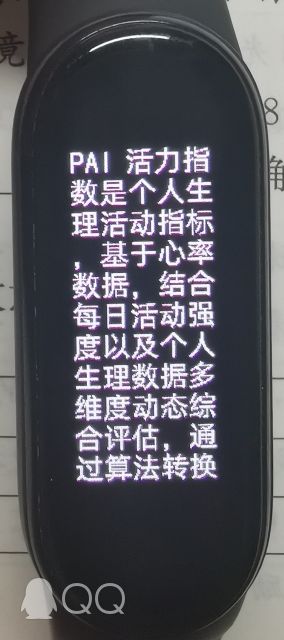 PAI 活力指
数是个人生
理活动指标
，基于心率
数据，结合
每日活动强
度以及个人
生理数据多
维度动态综
合评估，通
过算法转换
QQ